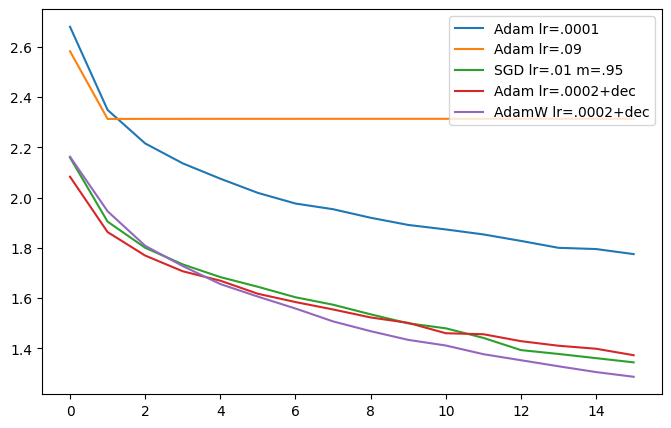 2.6
2.4
2.2
2.0
1.8
1.6
1.4
0 2 4 6 8 10 12 14
Adam lr=.0001
Adam lr=.09
SGD lr=.01 m=.95
Adam lr=.0002+dec
AdamW lr=.0002+dec